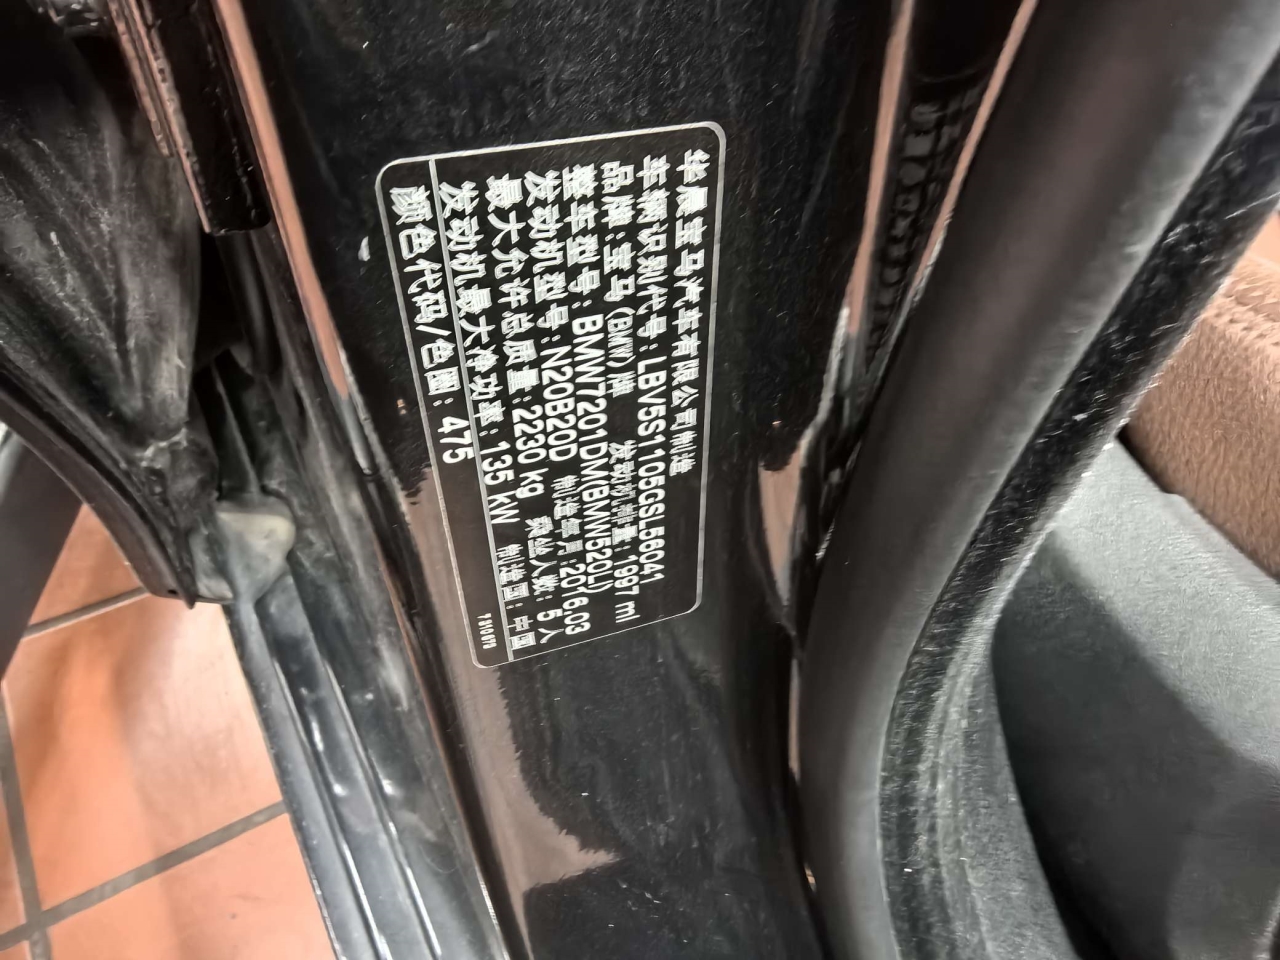 华晨宝马汽车有限公司制造
车辆识别代号:LBV5S1105GSL56041
品牌:宝马(BMW)牌 发动机排量:1997 ml
整车型号:BMW7201DM(BMW520Li)
发动机型号:N20B20D 制造年月:2016.03
最大允许总质量:2230 kg 乘坐人数:5人
发动机最大净功率:135 kW 制造国:中国
颜色代码/色图:475